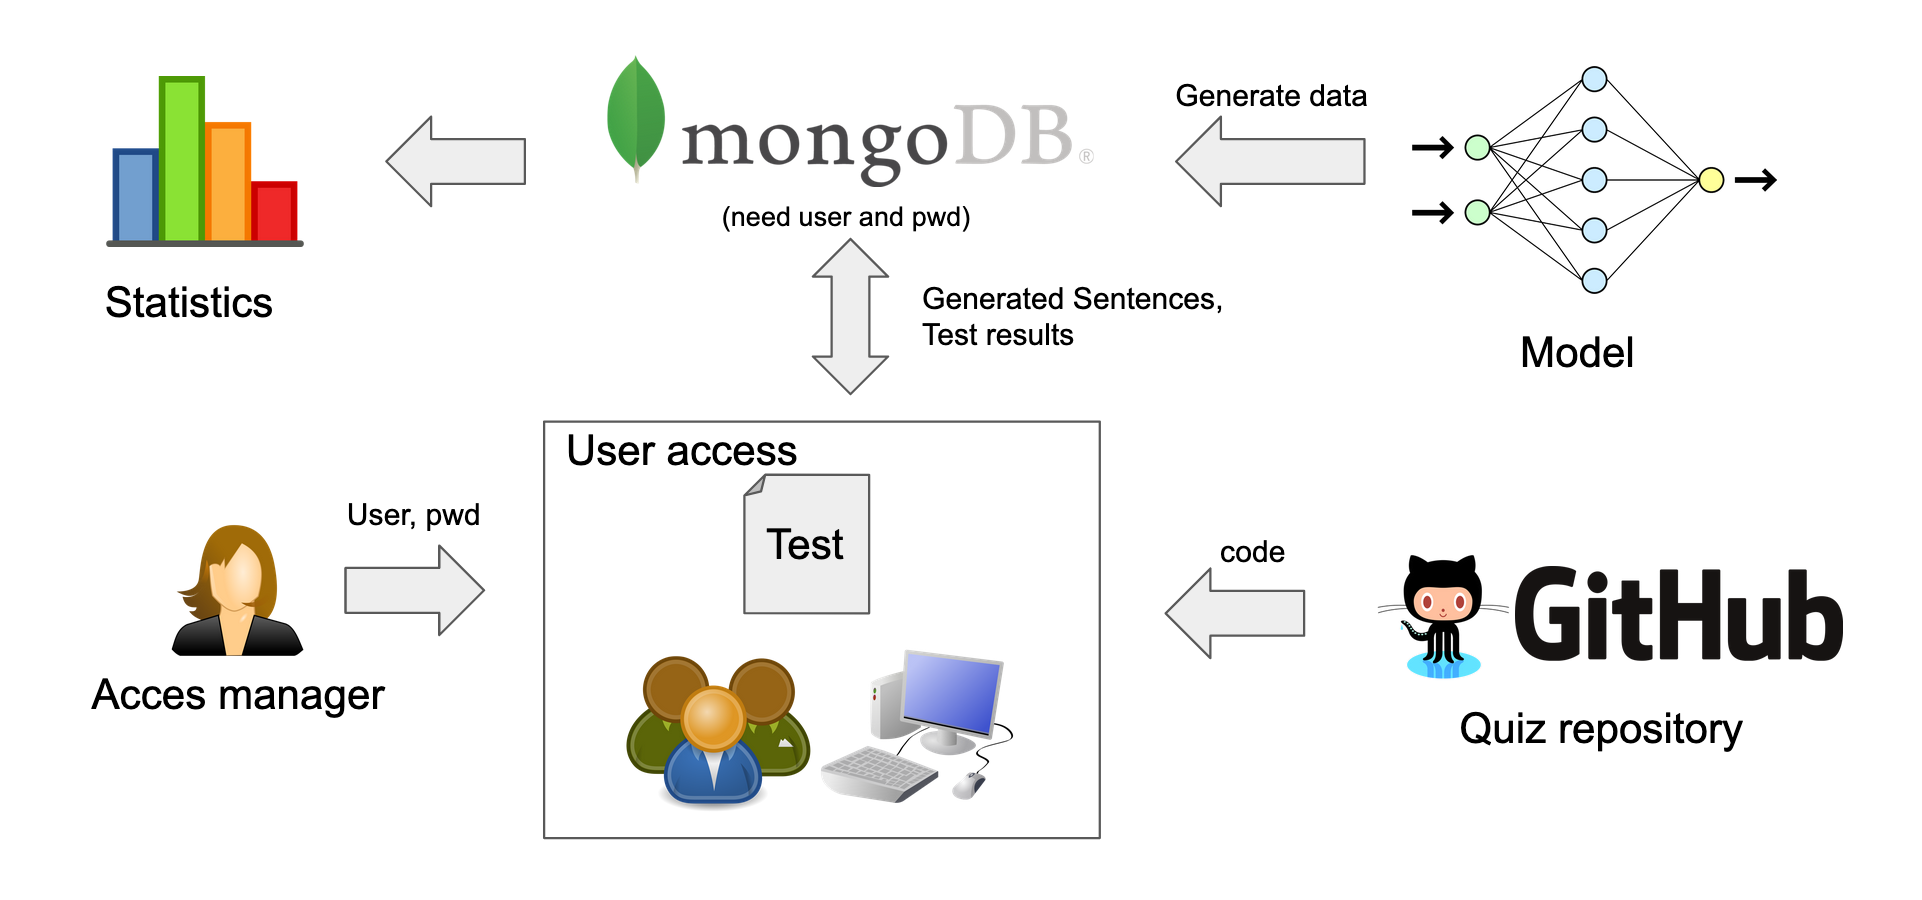 Generate data
mongoDB®
(need user and pwd)
Statistics
Generated Sentences,
Test results
Model
User access
User, pwd
Test
code
GitHub
Acces manager
Quiz repository